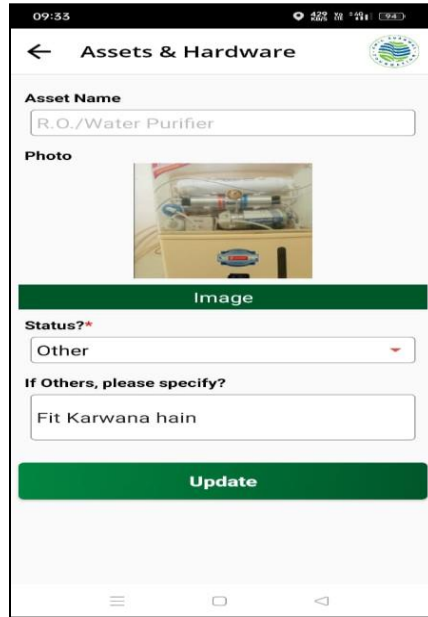 09:33
94
Assets & Hardware
Asset Name
R.O./Water Purifier
Photo
Image
Status?*
Other
If Others, please specify?
Fit Karwana hain
Update